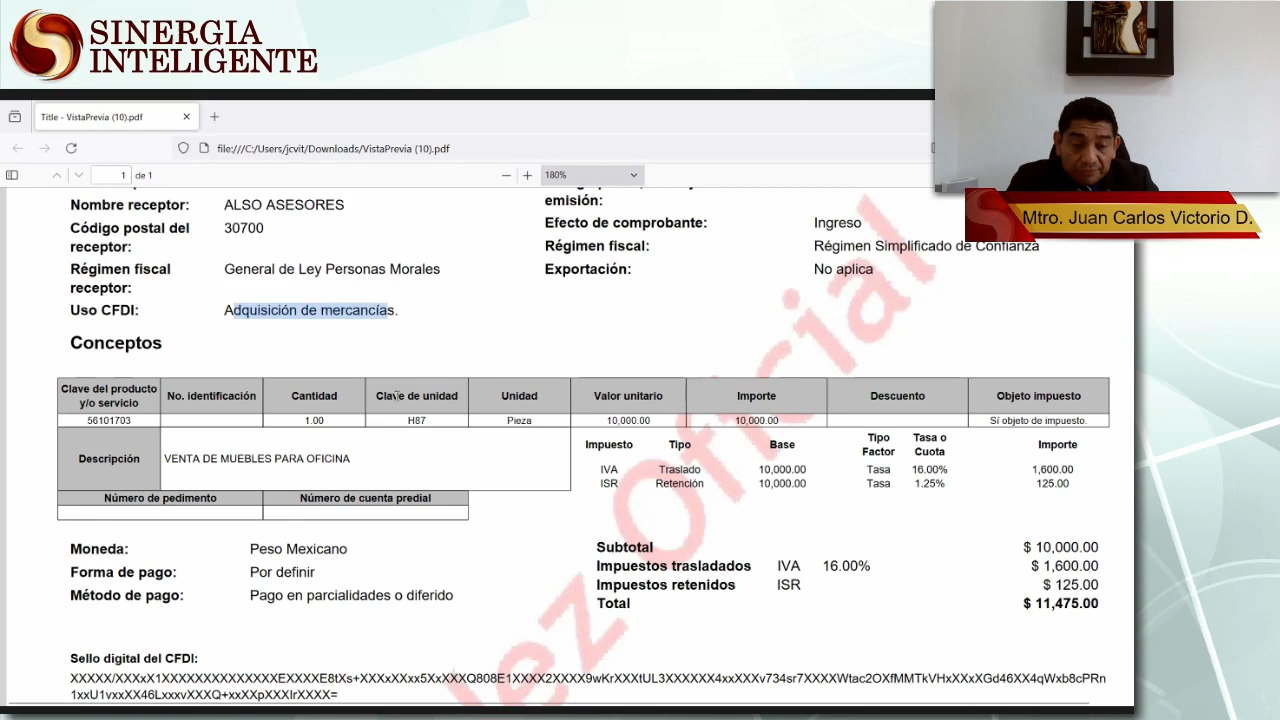 SINERGIA
INTELIGENTE
Title - VistaPrevia (10).pdf
file:///C:/Users/jcvit/Downloads/VistaPrevia (10).pdf
1 de 1
180%
Mtro. Juan Carlos Victorio D.
Nombre receptor: ALSO ASESORES
emisión:
Código postal del receptor: 30700
Efecto de comprobante: Ingreso
Régimen fiscal: Régimen Simplificado de Confianza
Régimen fiscal receptor: General de Ley Personas Morales
Exportación: No aplica
Uso CFDI: Adquisición de mercancías.
Conceptos
Clave del producto y/o servicio No. identificación Cantidad Clave de unidad Unidad Valor unitario Importe Descuento Objeto impuesto
56101703 1.00 H87 Pieza 10,000.00 10,000.00 Sí objeto de impuesto.
Descripción VENTA DE MUEBLES PARA OFICINA
Impuesto Tipo Base Tipo Factor Tasa o Cuota Importe
IVA Traslado 10,000.00 Tasa 16.00% 1,600.00
ISR Retención 10,000.00 Tasa 1.25% 125.00
Número de pedimento Número de cuenta predial
Moneda: Peso Mexicano
Forma de pago: Por definir
Método de pago: Pago en parcialidades o diferido
Subtotal $ 10,000.00
Impuestos trasladados IVA 16.00% $ 1,600.00
Impuestos retenidos ISR $ 125.00
Total $ 11,475.00
Sello digital del CFDI:
XXXXX/XXXxX1XXXXXXXXXXXXXXEXXXXE8tXs+XXXxXXxx5XxXXXQ808E1XXXX2XXXX9wKrXXXtUL3XXXXXX4xxXXXv734sr7XXXXWtac2OXfMMTkVHxXXxXGd46XX4qWxb8cPRn
1xxU1vxxXX46LxxxvXXXQ+xxXXpXXXIrXXXX=
dez Oficial